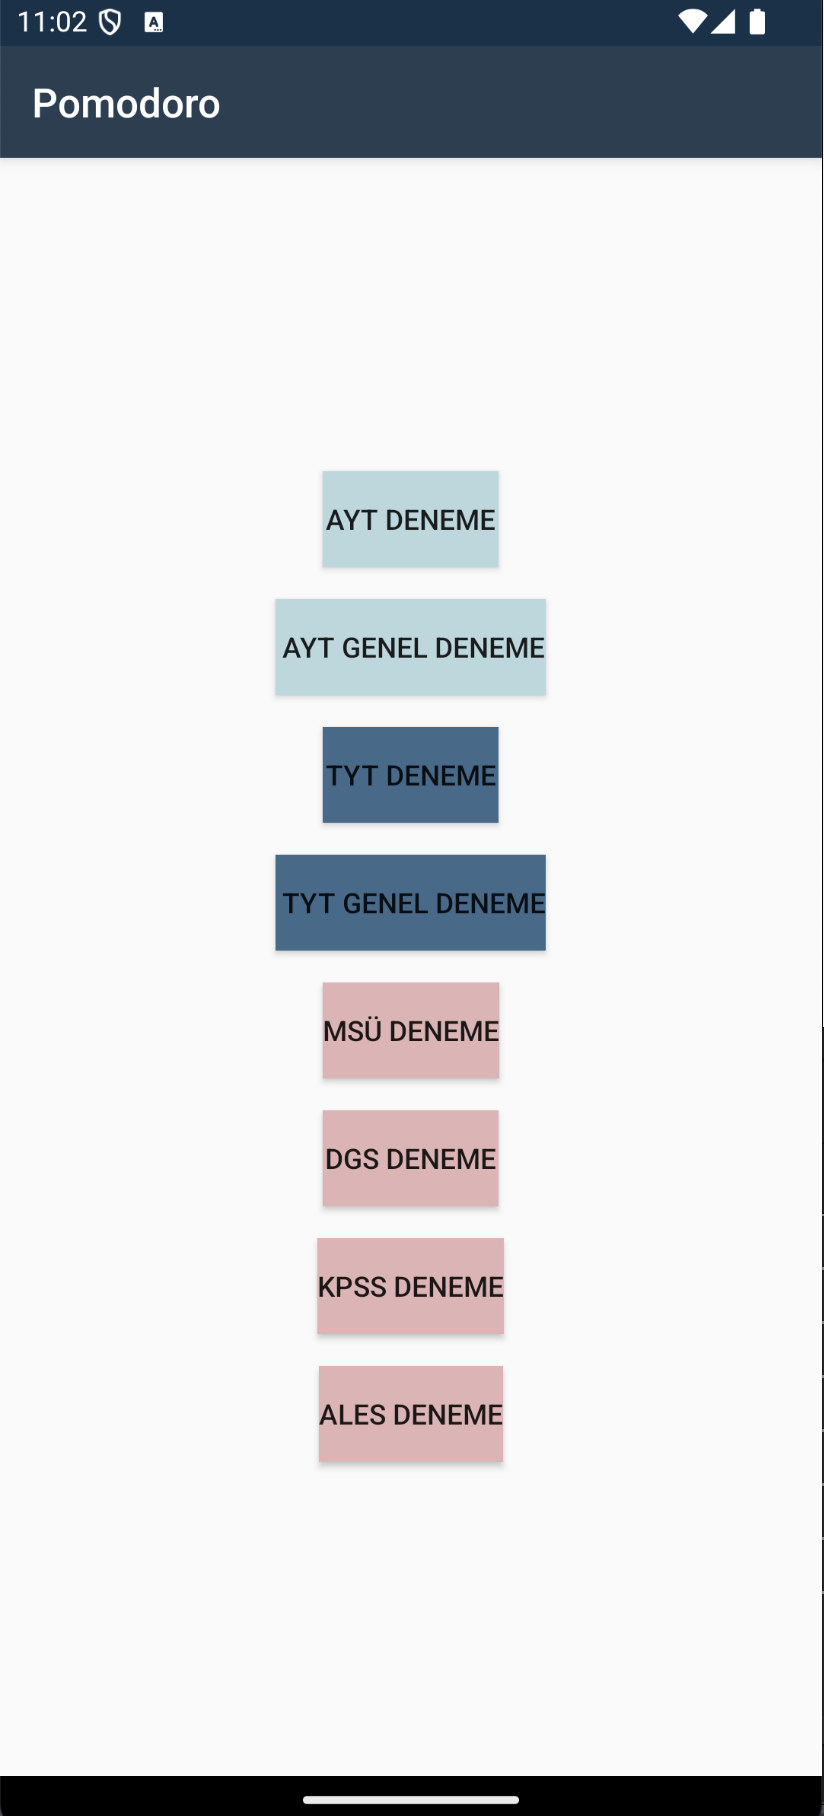 11:02
Pomodoro
AYT DENEME
AYT GENEL DENEME
TYT DENEME
TYT GENEL DENEME
MSÜ DENEME
DGS DENEME
KPSS DENEME
ALES DENEME